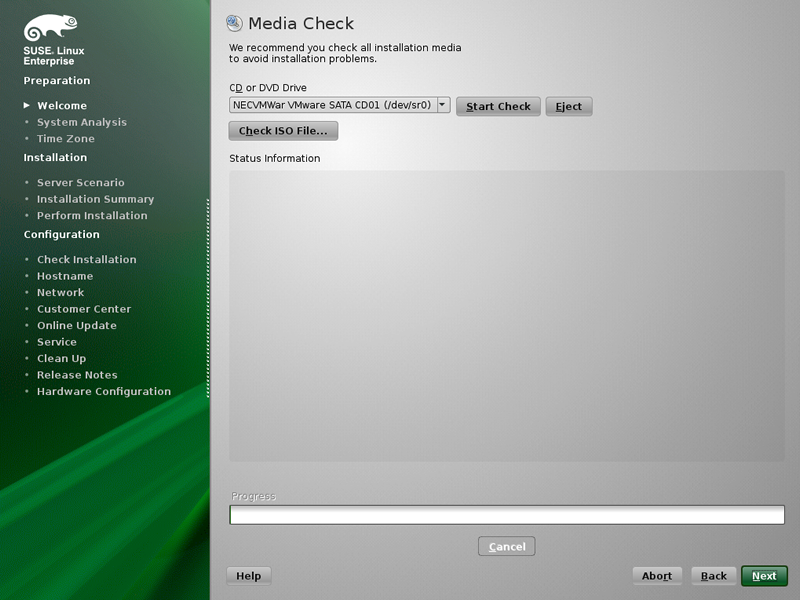 SUSE. Linux
Enterprise
Preparation
Welcome
System Analysis
Time Zone
Installation
Server Scenario
Installation Summary
Perform Installation
Configuration
Check Installation
Hostname
Network
Customer Center
Online Update
Service
Clean Up
Release Notes
Hardware Configuration
Media Check
We recommend you check all installation media
to avoid installation problems.
CD or DVD Drive
NECVMWar VMware SATA CD01 (/dev/sr0)
Start Check
Eject
Check ISO File...
Status Information
Progress
Cancel
Help
Abort
Back
Next